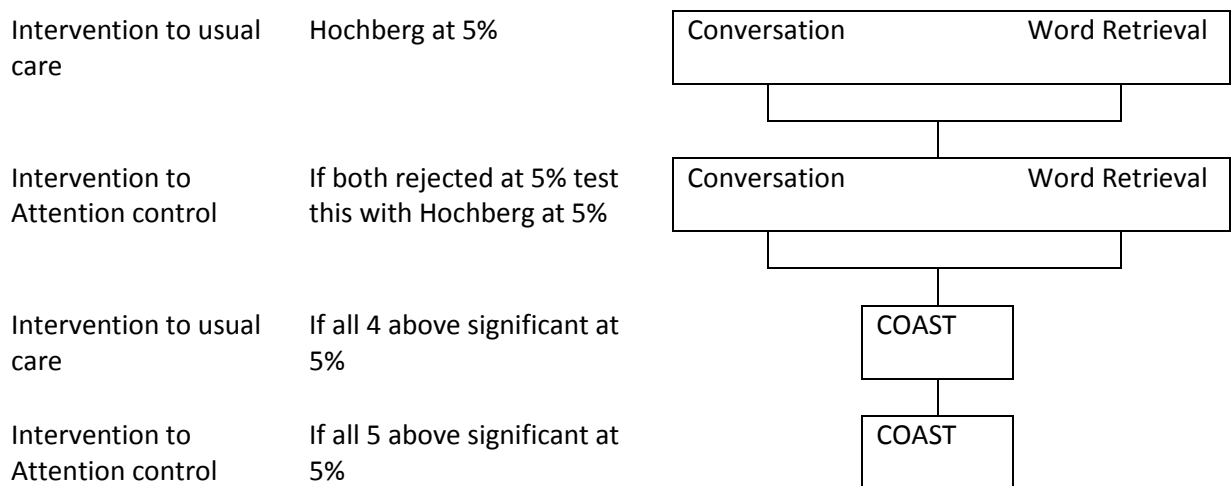 Intervention to usual care
Hochberg at 5%
Conversation Word Retrieval
Intervention to Attention control
If both rejected at 5% test this with Hochberg at 5%
Conversation Word Retrieval
Intervention to usual care
If all 4 above significant at 5%
COAST
Intervention to Attention control
If all 5 above significant at 5%
COAST